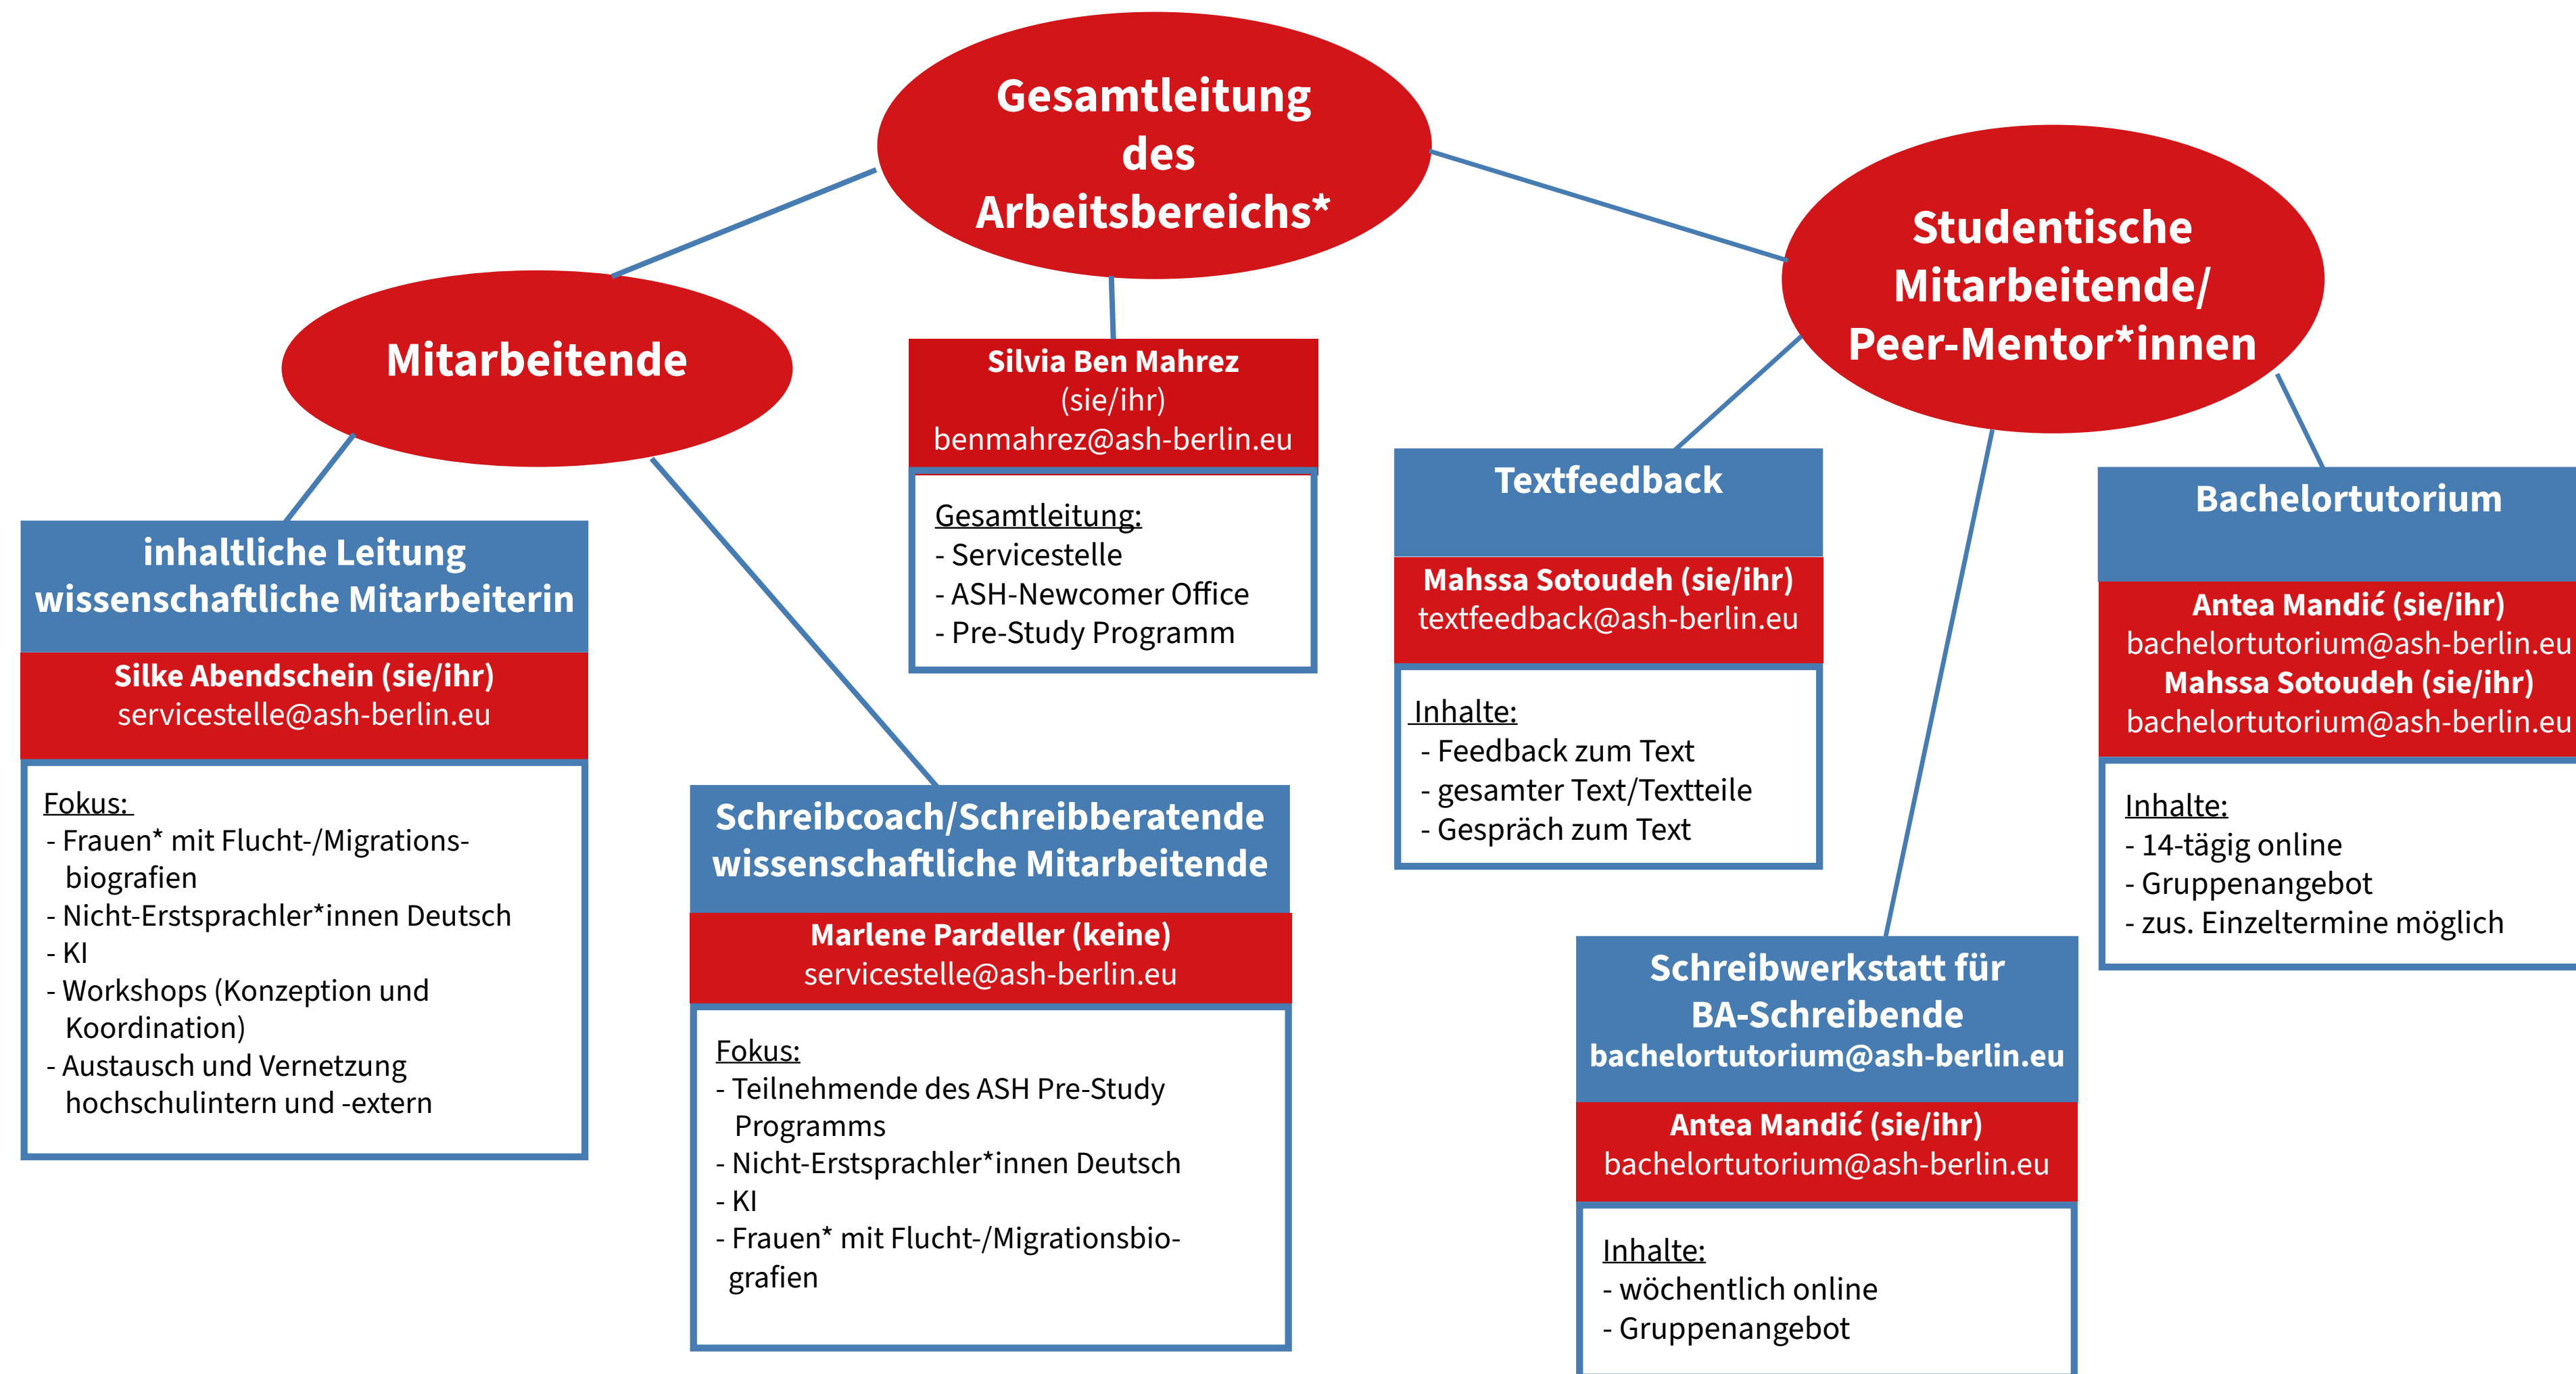 Gesamtleitung
des
Arbeitsbereichs*
Mitarbeitende
Studentische
Mitarbeitende/
Peer-Mentor*innen
Silvia Ben Mahrez
(sie/ihr)
benmahrez@ash-berlin.eu
Gesamtleitung:
- Servicestelle
- ASH-Newcomer Office
- Pre-Study Programm
inhaltliche Leitung
wissenschaftliche Mitarbeiterin
Silke Abendschein (sie/ihr)
servicestelle@ash-berlin.eu
Fokus:
- Frauen* mit Flucht-/Migrations-
biografien
- Nicht-Erstsprachler*innen Deutsch
- KI
- Workshops (Konzeption und
Koordination)
- Austausch und Vernetzung
hochschulintern und -extern
Schreibcoach/Schreibberatende
wissenschaftliche Mitarbeitende
Marlene Pardeller (keine)
servicestelle@ash-berlin.eu
Fokus:
- Teilnehmende des ASH Pre-Study
Programms
- Nicht-Erstsprachler*innen Deutsch
- KI
- Frauen* mit Flucht-/Migrationsbio-
grafien
Textfeedback
Mahssa Sotoudeh (sie/ihr)
textfeedback@ash-berlin.eu
Inhalte:
- Feedback zum Text
- gesamter Text/Textteile
- Gespräch zum Text
Schreibwerkstatt für
BA-Schreibende
bachelortutorium@ash-berlin.eu
Antea Mandić (sie/ihr)
bachelortutorium@ash-berlin.eu
Inhalte:
- wöchentlich online
- Gruppenangebot
Bachelortutorium
Antea Mandić (sie/ihr)
bachelortutorium@ash-berlin.eu
Mahssa Sotoudeh (sie/ihr)
bachelortutorium@ash-berlin.eu
Inhalte:
- 14-tägig online
- Gruppenangebot
- zus. Einzeltermine möglich